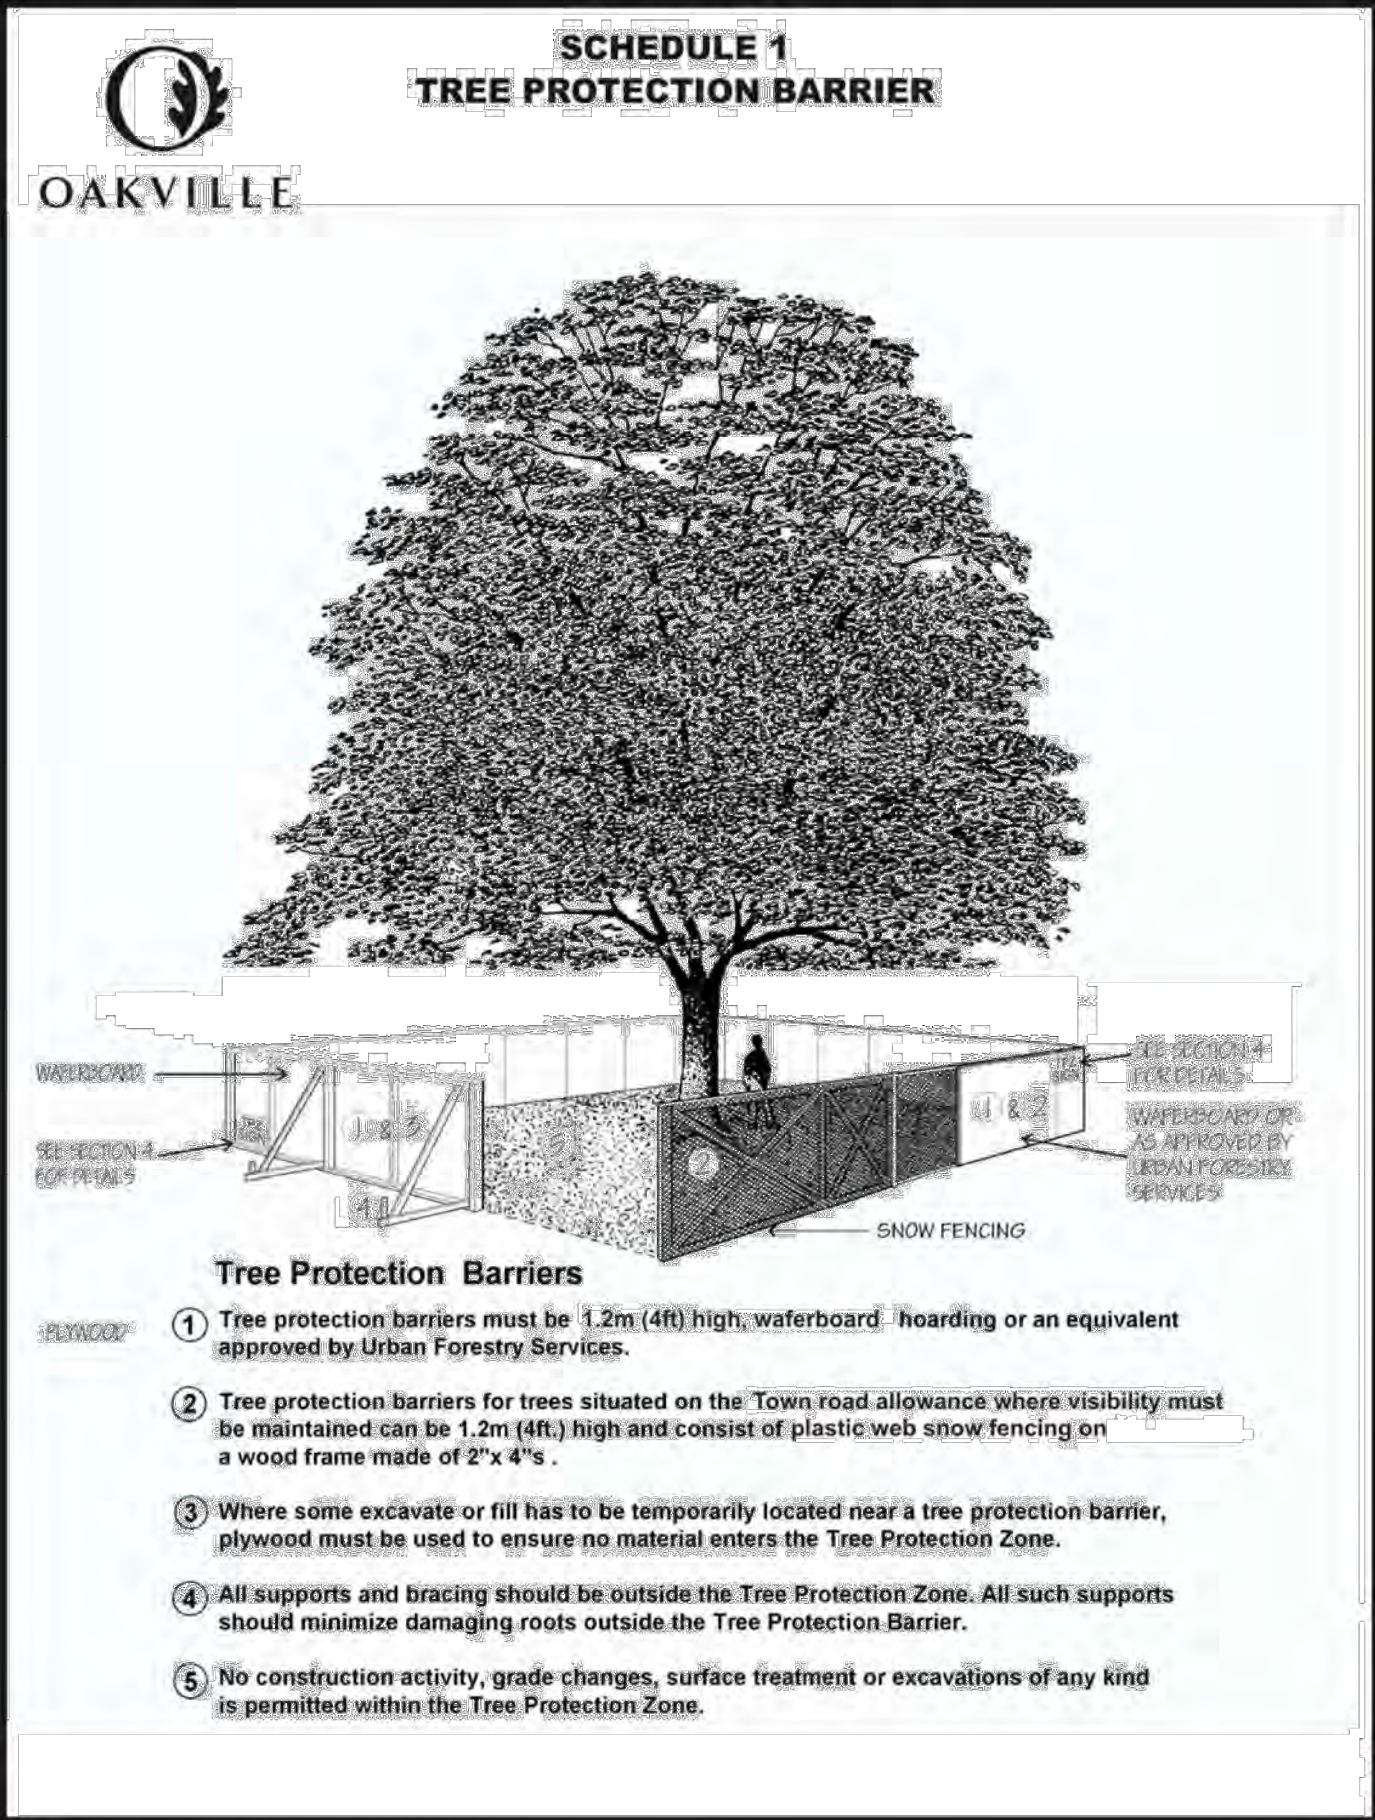 SCHEDULE 1
TREE PROTECTION BARRIER
OAKVILLE
WAFERBOARD
SEE SECTION 4
FOR DETAILS
1 & 3
4
5
2
1 & 2
SEE SECTION 4
FOR DETAILS
WAFERBOARD OR
AS APPROVED BY
URBAN FORESTRY
SERVICES
SNOW FENCING
Tree Protection Barriers
PLYWOOD
1 Tree protection barriers must be 1.2m (4ft) high, waferboard hoarding or an equivalent
approved by Urban Forestry Services.
2 Tree protection barriers for trees situated on the Town road allowance where visibility must
be maintained can be 1.2m (4ft.) high and consist of plastic web snow fencing on
a wood frame made of 2"x 4"s .
3 Where some excavate or fill has to be temporarily located near a tree protection barrier,
plywood must be used to ensure no material enters the Tree Protection Zone.
4 All supports and bracing should be outside the Tree Protection Zone. All such supports
should minimize damaging roots outside the Tree Protection Barrier.
5 No construction activity, grade changes, surface treatment or excavations of any kind
is permitted within the Tree Protection Zone.